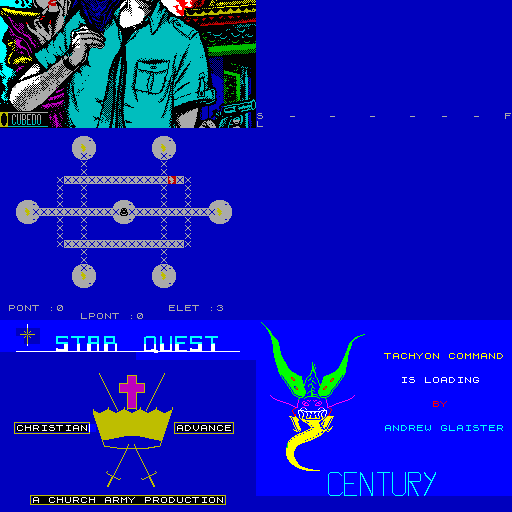 CUBEDO
S - - - - - - F
L
PONT :0 ELET :3
LPONT :0
STAR QUEST
CHRISTIAN ADVANCE
A CHURCH ARMY PRODUCTION
TACHYON COMMAND
IS LOADING
BY
ANDREW GLAISTER
CENTURY